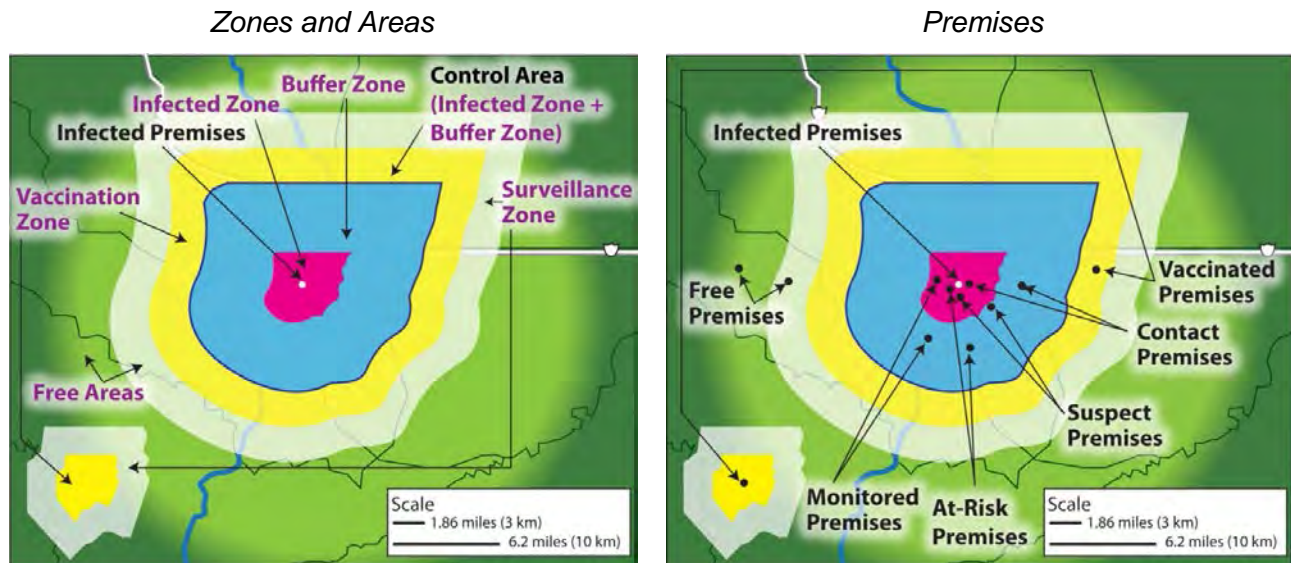 Zones and Areas
Buffer Zone
Control Area
(Infected Zone +
Buffer Zone)
Infected Zone
Infected Premises
Vaccination
Zone
Surveillance
Zone
Free Areas
Scale
1.86 miles (3 km)
6.2 miles (10 km)
Premises
Infected Premises
Free
Premises
Vaccinated
Premises
Contact
Premises
Suspect
Premises
Monitored
Premises
At-Risk
Premises
Scale
1.86 miles (3 km)
6.2 miles (10 km)